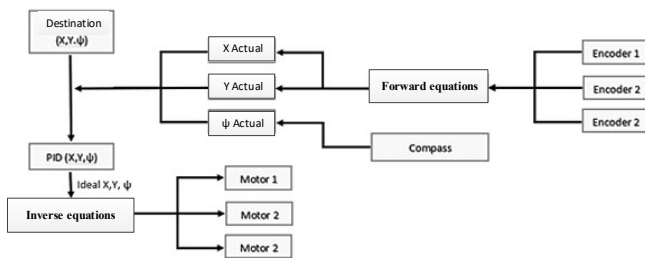 Destination
(X,Y.ψ)
X Actual
Y Actual
ψ Actual
Forward equations
Encoder 1
Encoder 2
Encoder 2
Compass
PID (X,Y,ψ)
Ideal X,Y, ψ
Inverse equations
Motor 1
Motor 2
Motor 2